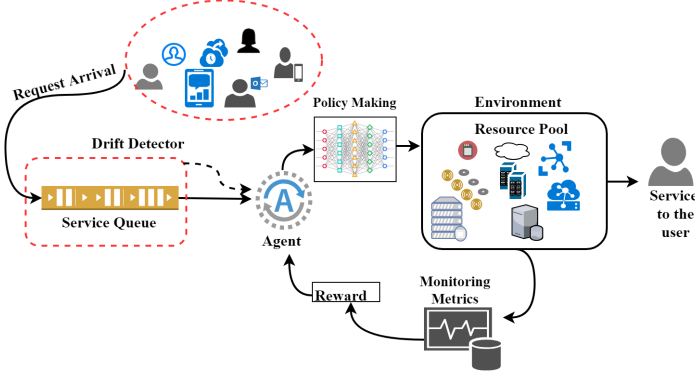 Request Arrival
Drift Detector
Service Queue
A
Agent
Policy Making
Environment
Resource Pool
Service
to the
user
Monitoring
Metrics
Reward